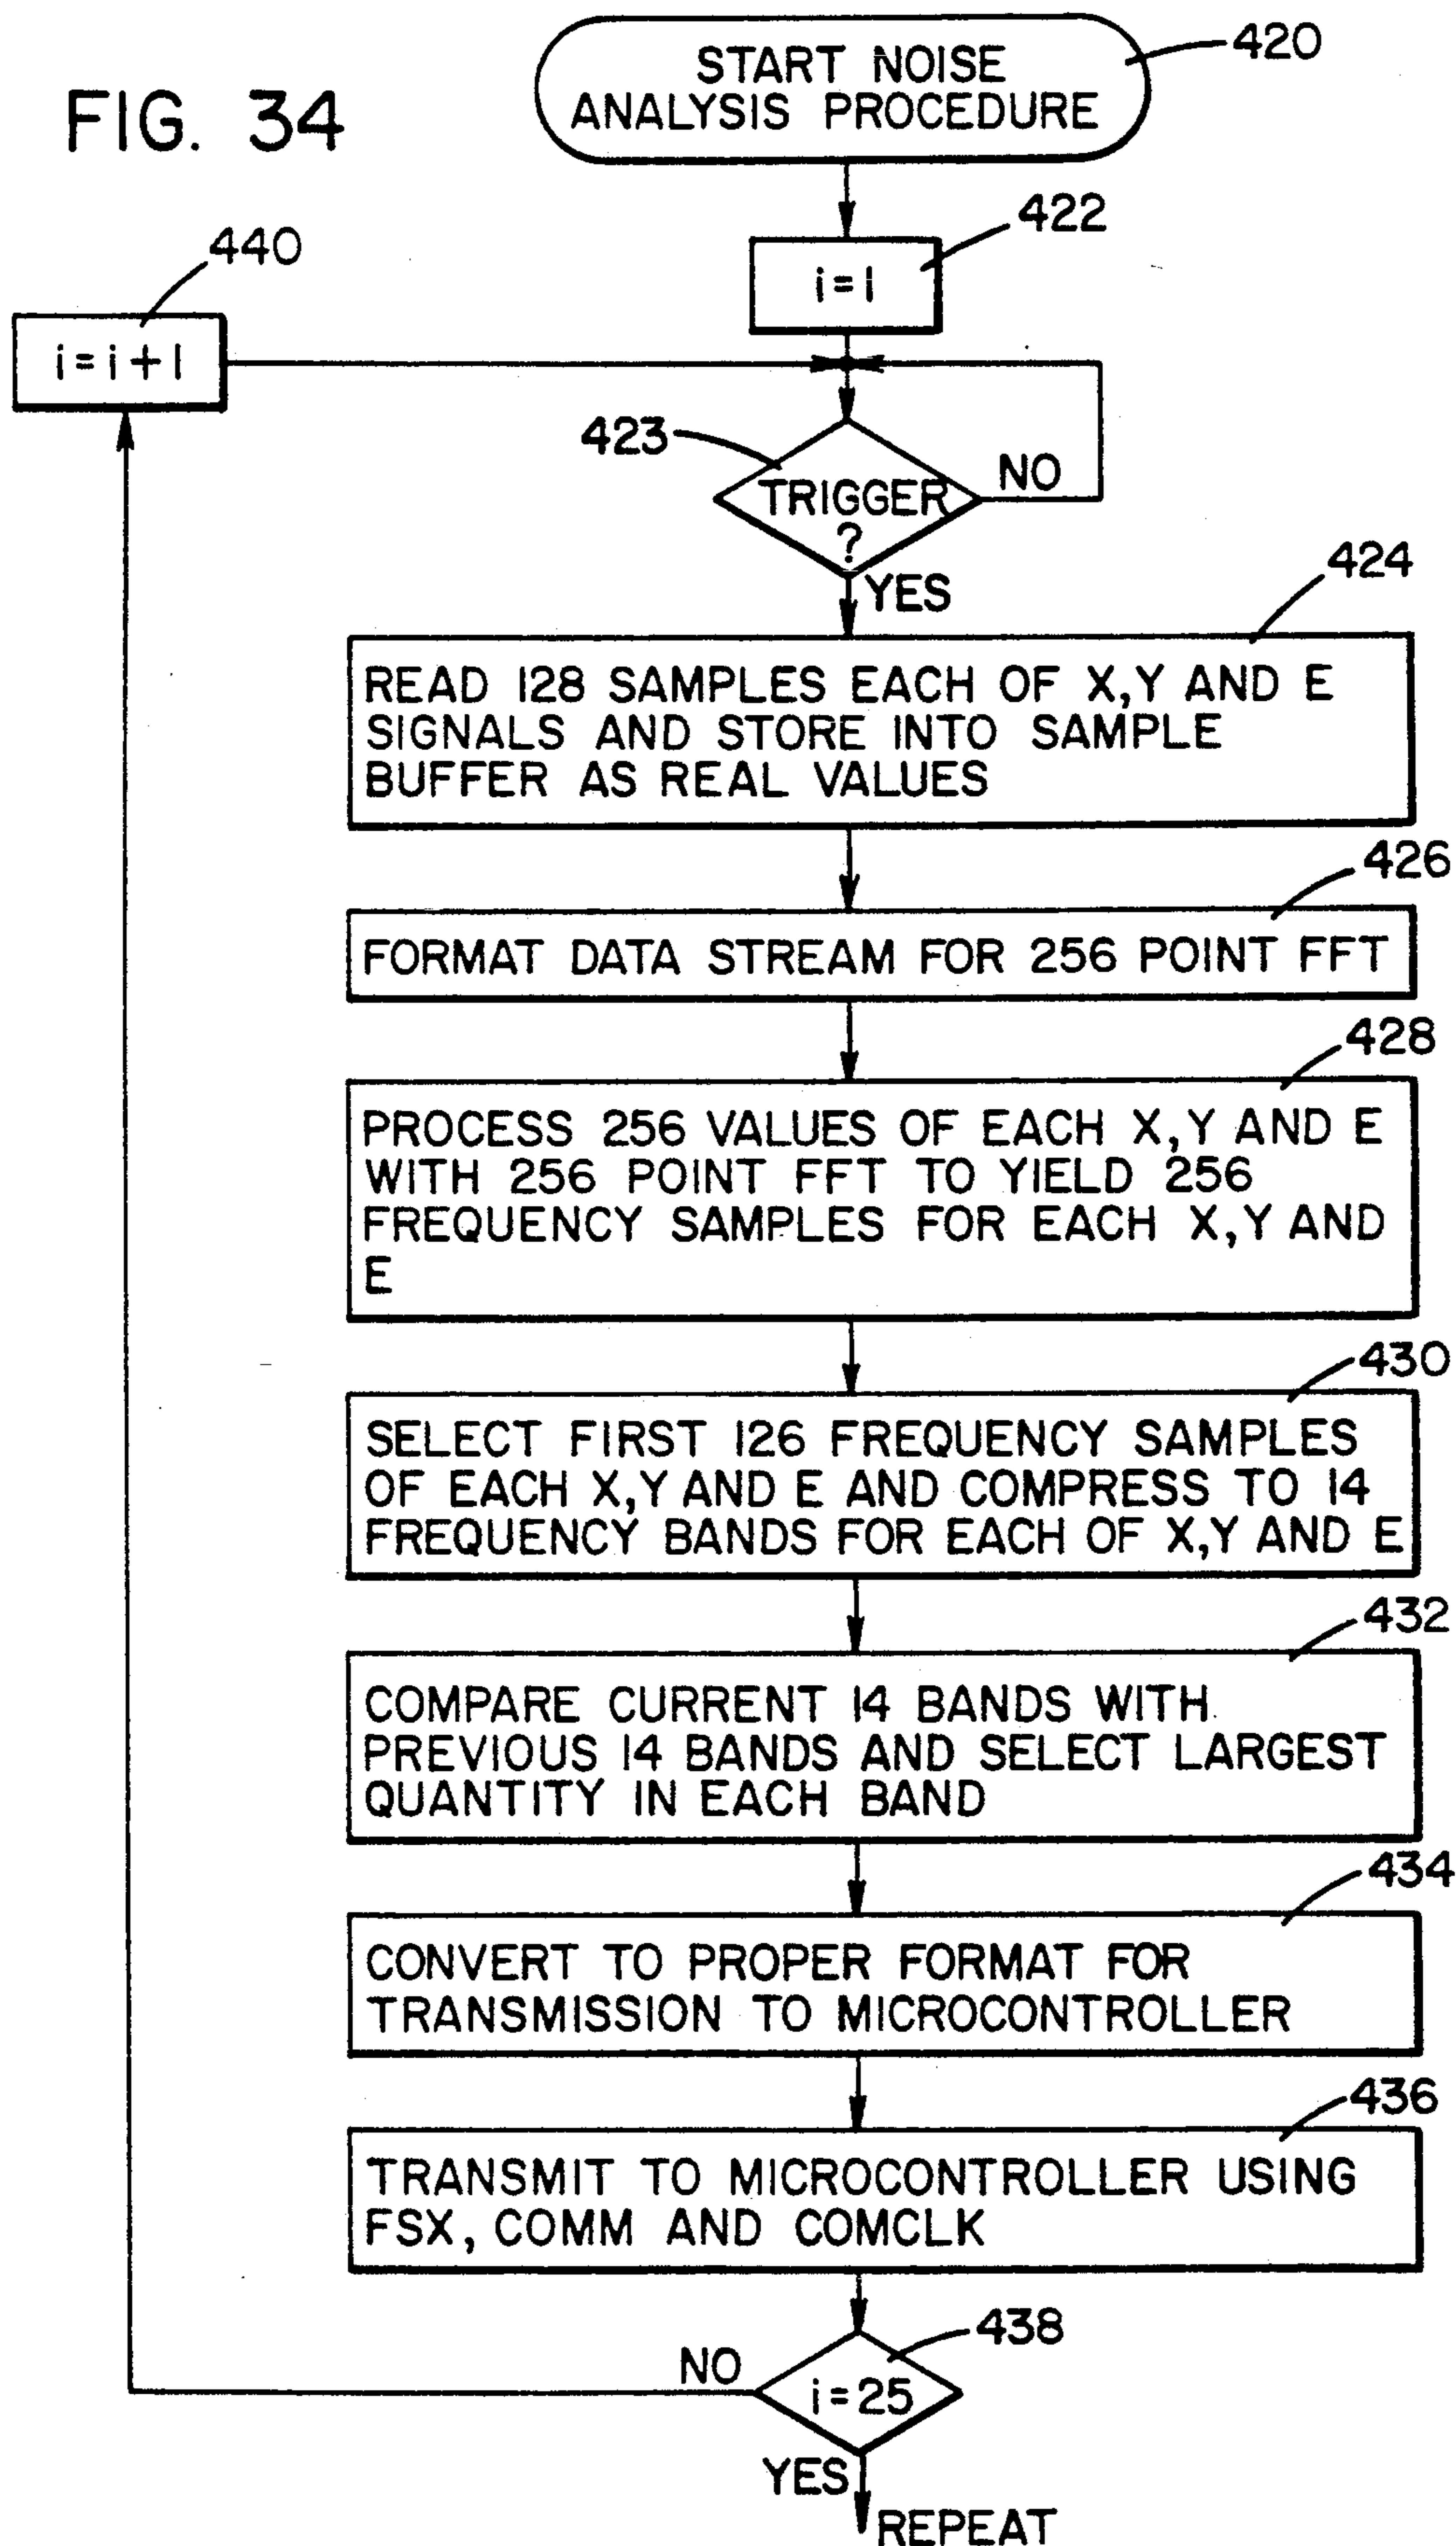 FIG. 34
START NOISE
ANALYSIS PROCEDURE
420
422
i=1
440
i=i+1
423
TRIGGER
?
NO
YES
424
READ 128 SAMPLES EACH OF X,Y AND E
SIGNALS AND STORE INTO SAMPLE
BUFFER AS REAL VALUES
426
FORMAT DATA STREAM FOR 256 POINT FFT
428
PROCESS 256 VALUES OF EACH X,Y AND E
WITH 256 POINT FFT TO YIELD 256
FREQUENCY SAMPLES FOR EACH X,Y AND
E
430
SELECT FIRST 126 FREQUENCY SAMPLES
OF EACH X,Y AND E AND COMPRESS TO 14
FREQUENCY BANDS FOR EACH OF X,Y AND E
432
COMPARE CURRENT 14 BANDS WITH
PREVIOUS 14 BANDS AND SELECT LARGEST
QUANTITY IN EACH BAND
434
CONVERT TO PROPER FORMAT FOR
TRANSMISSION TO MICROCONTROLLER
436
TRANSMIT TO MICROCONTROLLER USING
FSX, COMM AND COMCLK
438
NO
i=25
YES
REPEAT